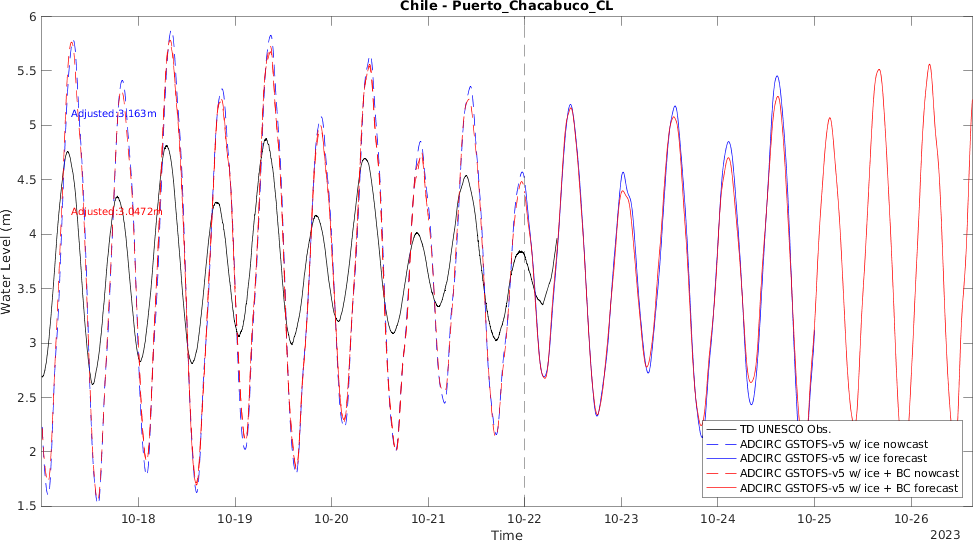 Chile - Puerto_Chacabuco_CL
6
5.5
5
4.5
4
3.5
3
2.5
2
1.5
Water Level (m)
Adjusted:3.163m
Adjusted:3.0472m
TD UNESCO Obs.
ADCIRC GSTOFS-v5 w/ ice nowcast
ADCIRC GSTOFS-v5 w/ ice forecast
ADCIRC GSTOFS-v5 w/ ice + BC nowcast
ADCIRC GSTOFS-v5 w/ ice + BC forecast
10-18 10-19 10-20 10-21 10-22 10-23 10-24 10-25 10-26
Time
2023